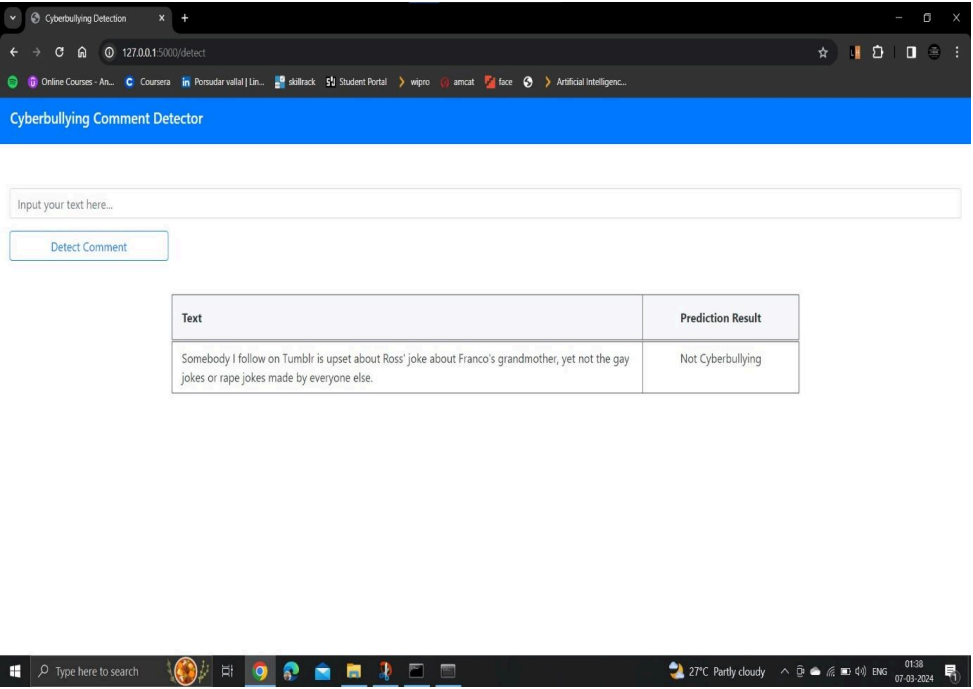 Cyberbullying Detection
127.0.0.1:5000/detect
Online Courses - An... Coursera Porsudar vallal | Lin... skillrack Student Portal wipro amcat face Artificial Intelligenc...
Cyberbullying Comment Detector
Input your text here...
Detect Comment
Text Prediction Result
Somebody I follow on Tumblr is upset about Ross' joke about Franco's grandmother, yet not the gay Not Cyberbullying
jokes or rape jokes made by everyone else.
Type here to search 27°C Partly cloudy ENG 01:38
07-03-2024